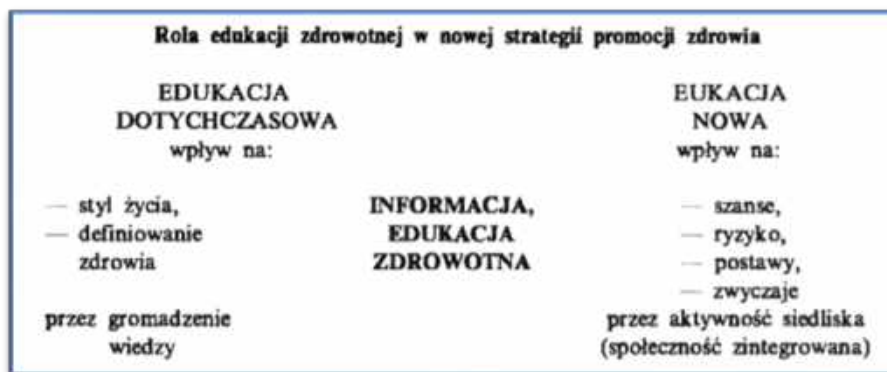 Rola edukacji zdrowotnej w nowej strategii promocji zdrowia
EDUKACJA
DOTYCHCZASOWA
wpływ na:
— styl życia,
— definiowanie
zdrowia
przez gromadzenie
wiedzy
INFORMACJA,
EDUKACJA
ZDROWOTNA
EUKACJA
NOWA
wpływ na:
— szanse,
— ryzyko,
— postawy,
— zwyczaje
przez aktywność siedliska
(społeczność zintegrowana)